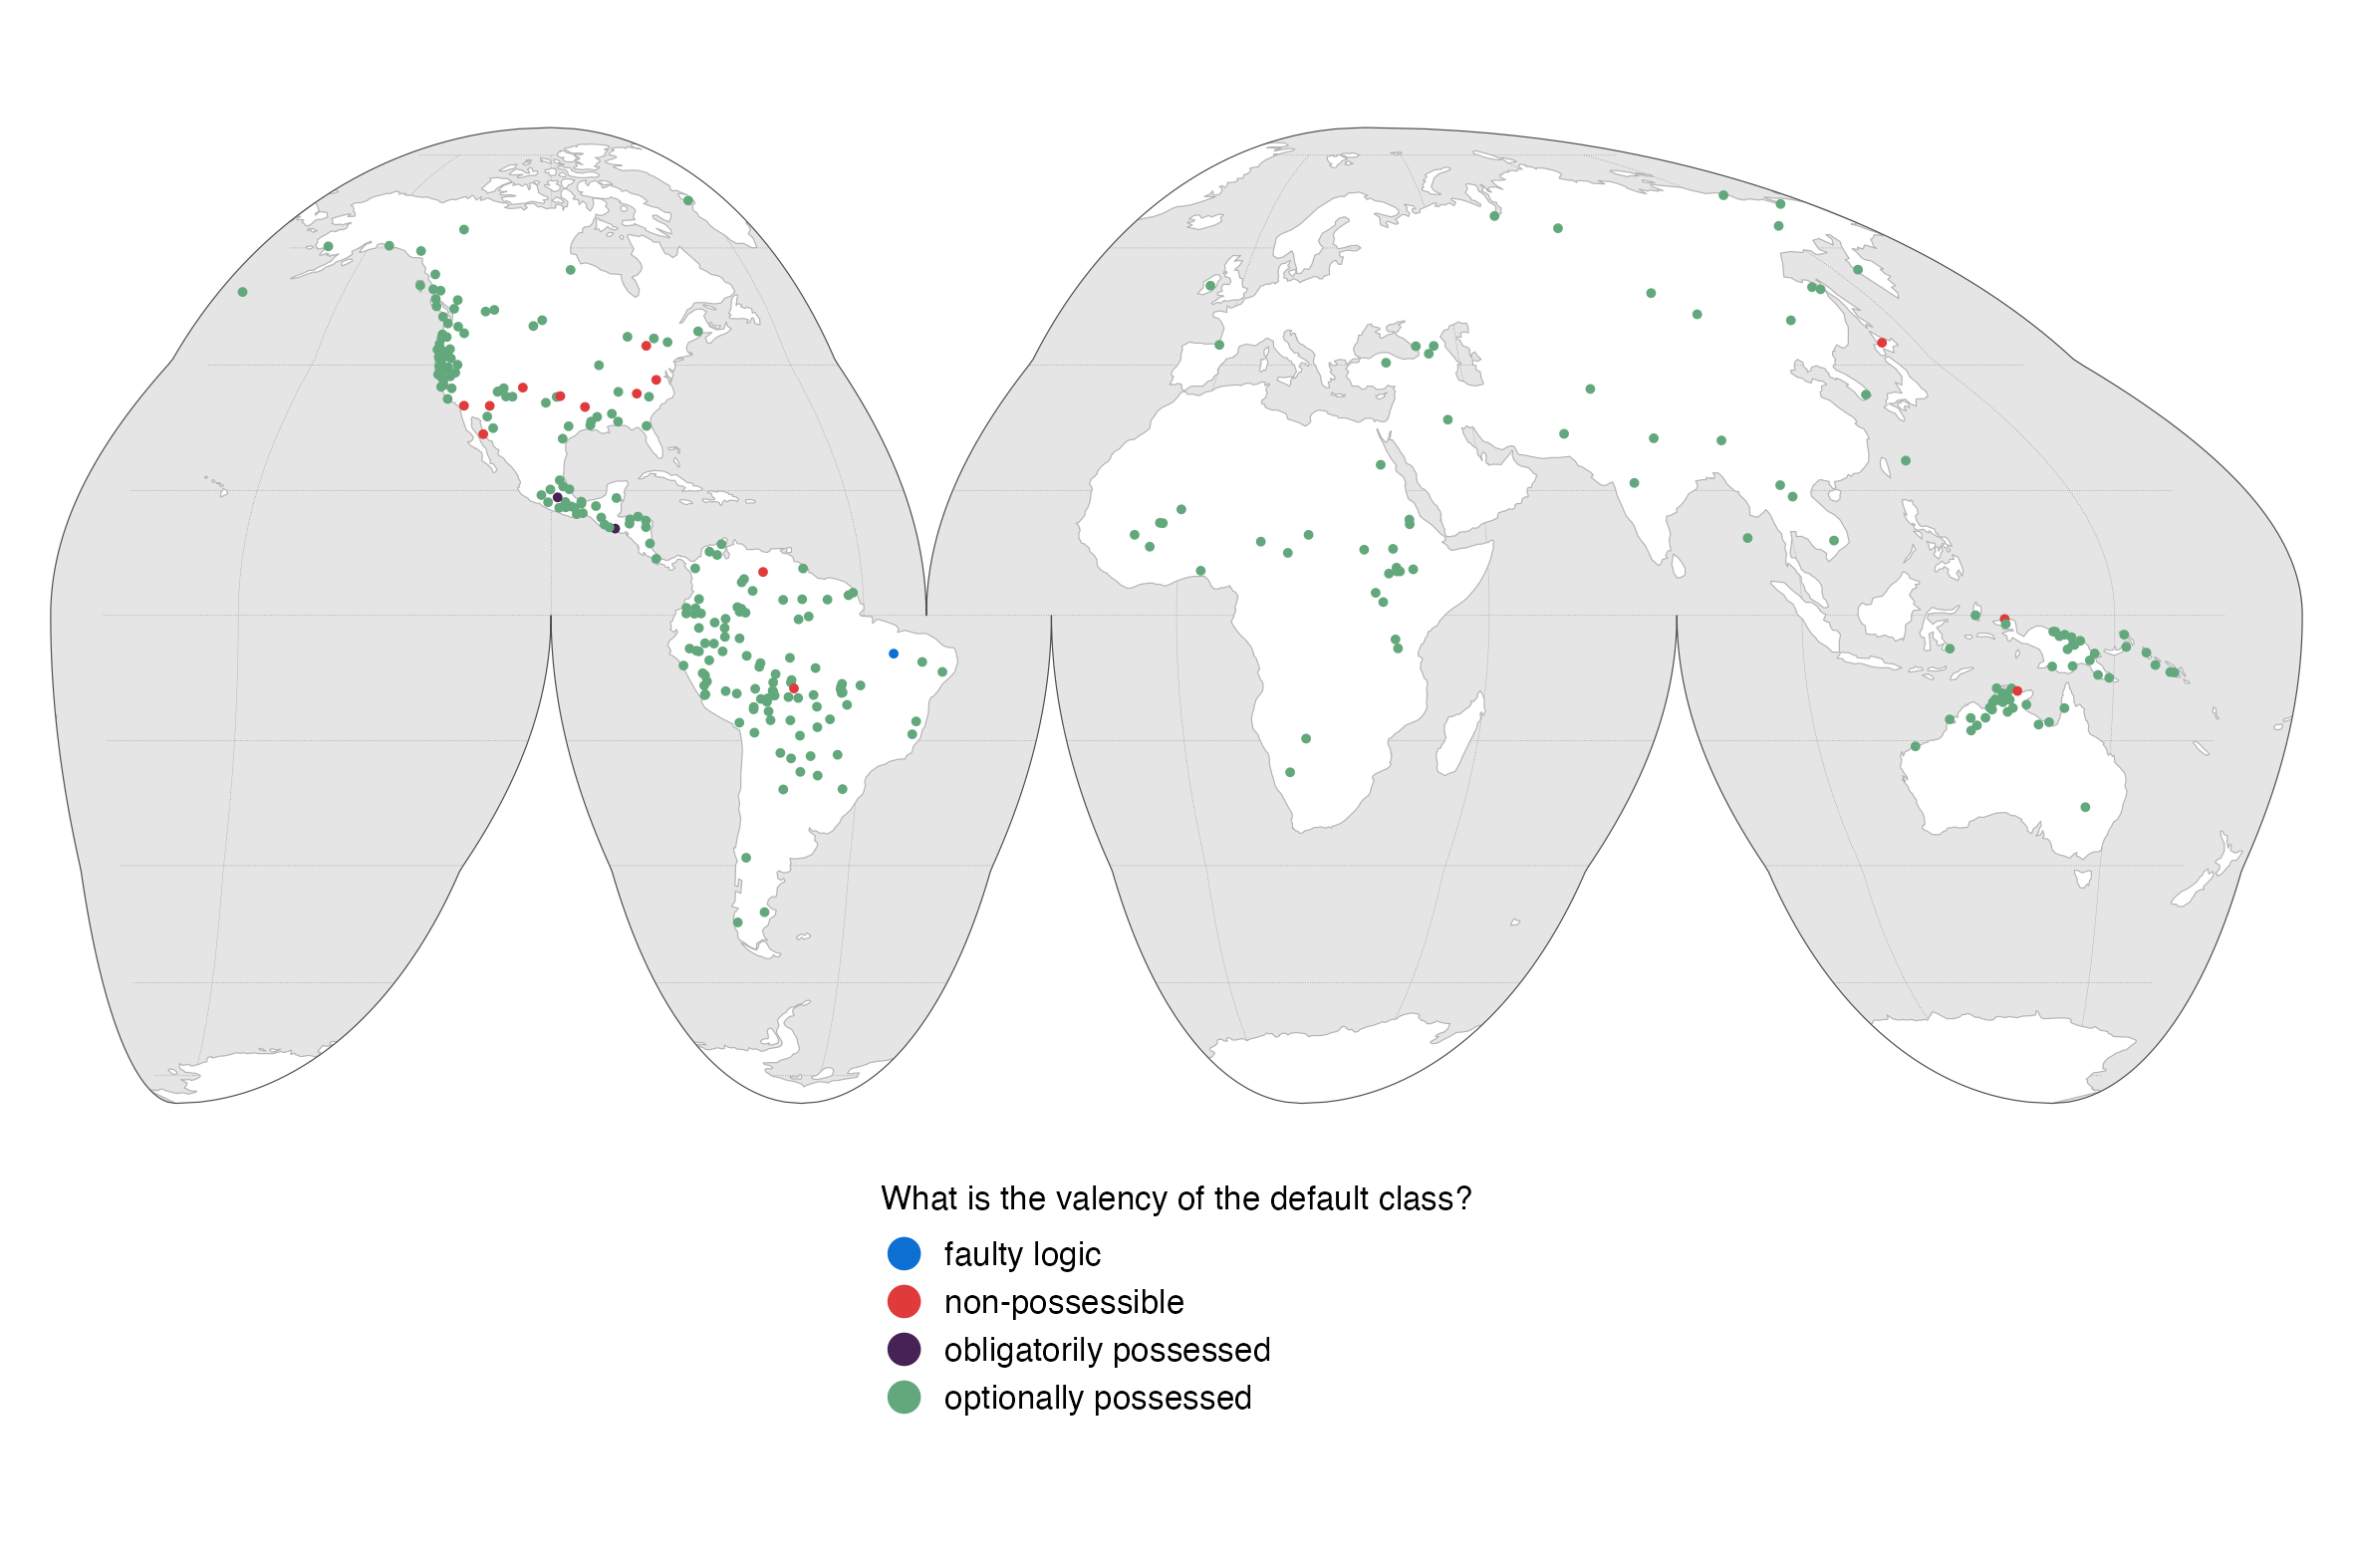 What is the valency of the default class?
faulty logic
non-possessible
obligatorily possessed
optionally possessed